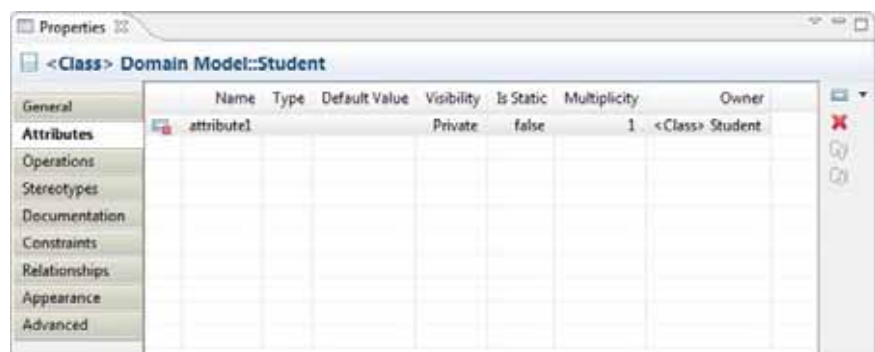 Properties
<Class> Domain Model::Student
General
Attributes
Operations
Stereotypes
Documentation
Constraints
Relationships
Appearance
Advanced
Name Type Default Value Visibility Is Static Multiplicity Owner
attribute1 Private false 1 <Class> Student